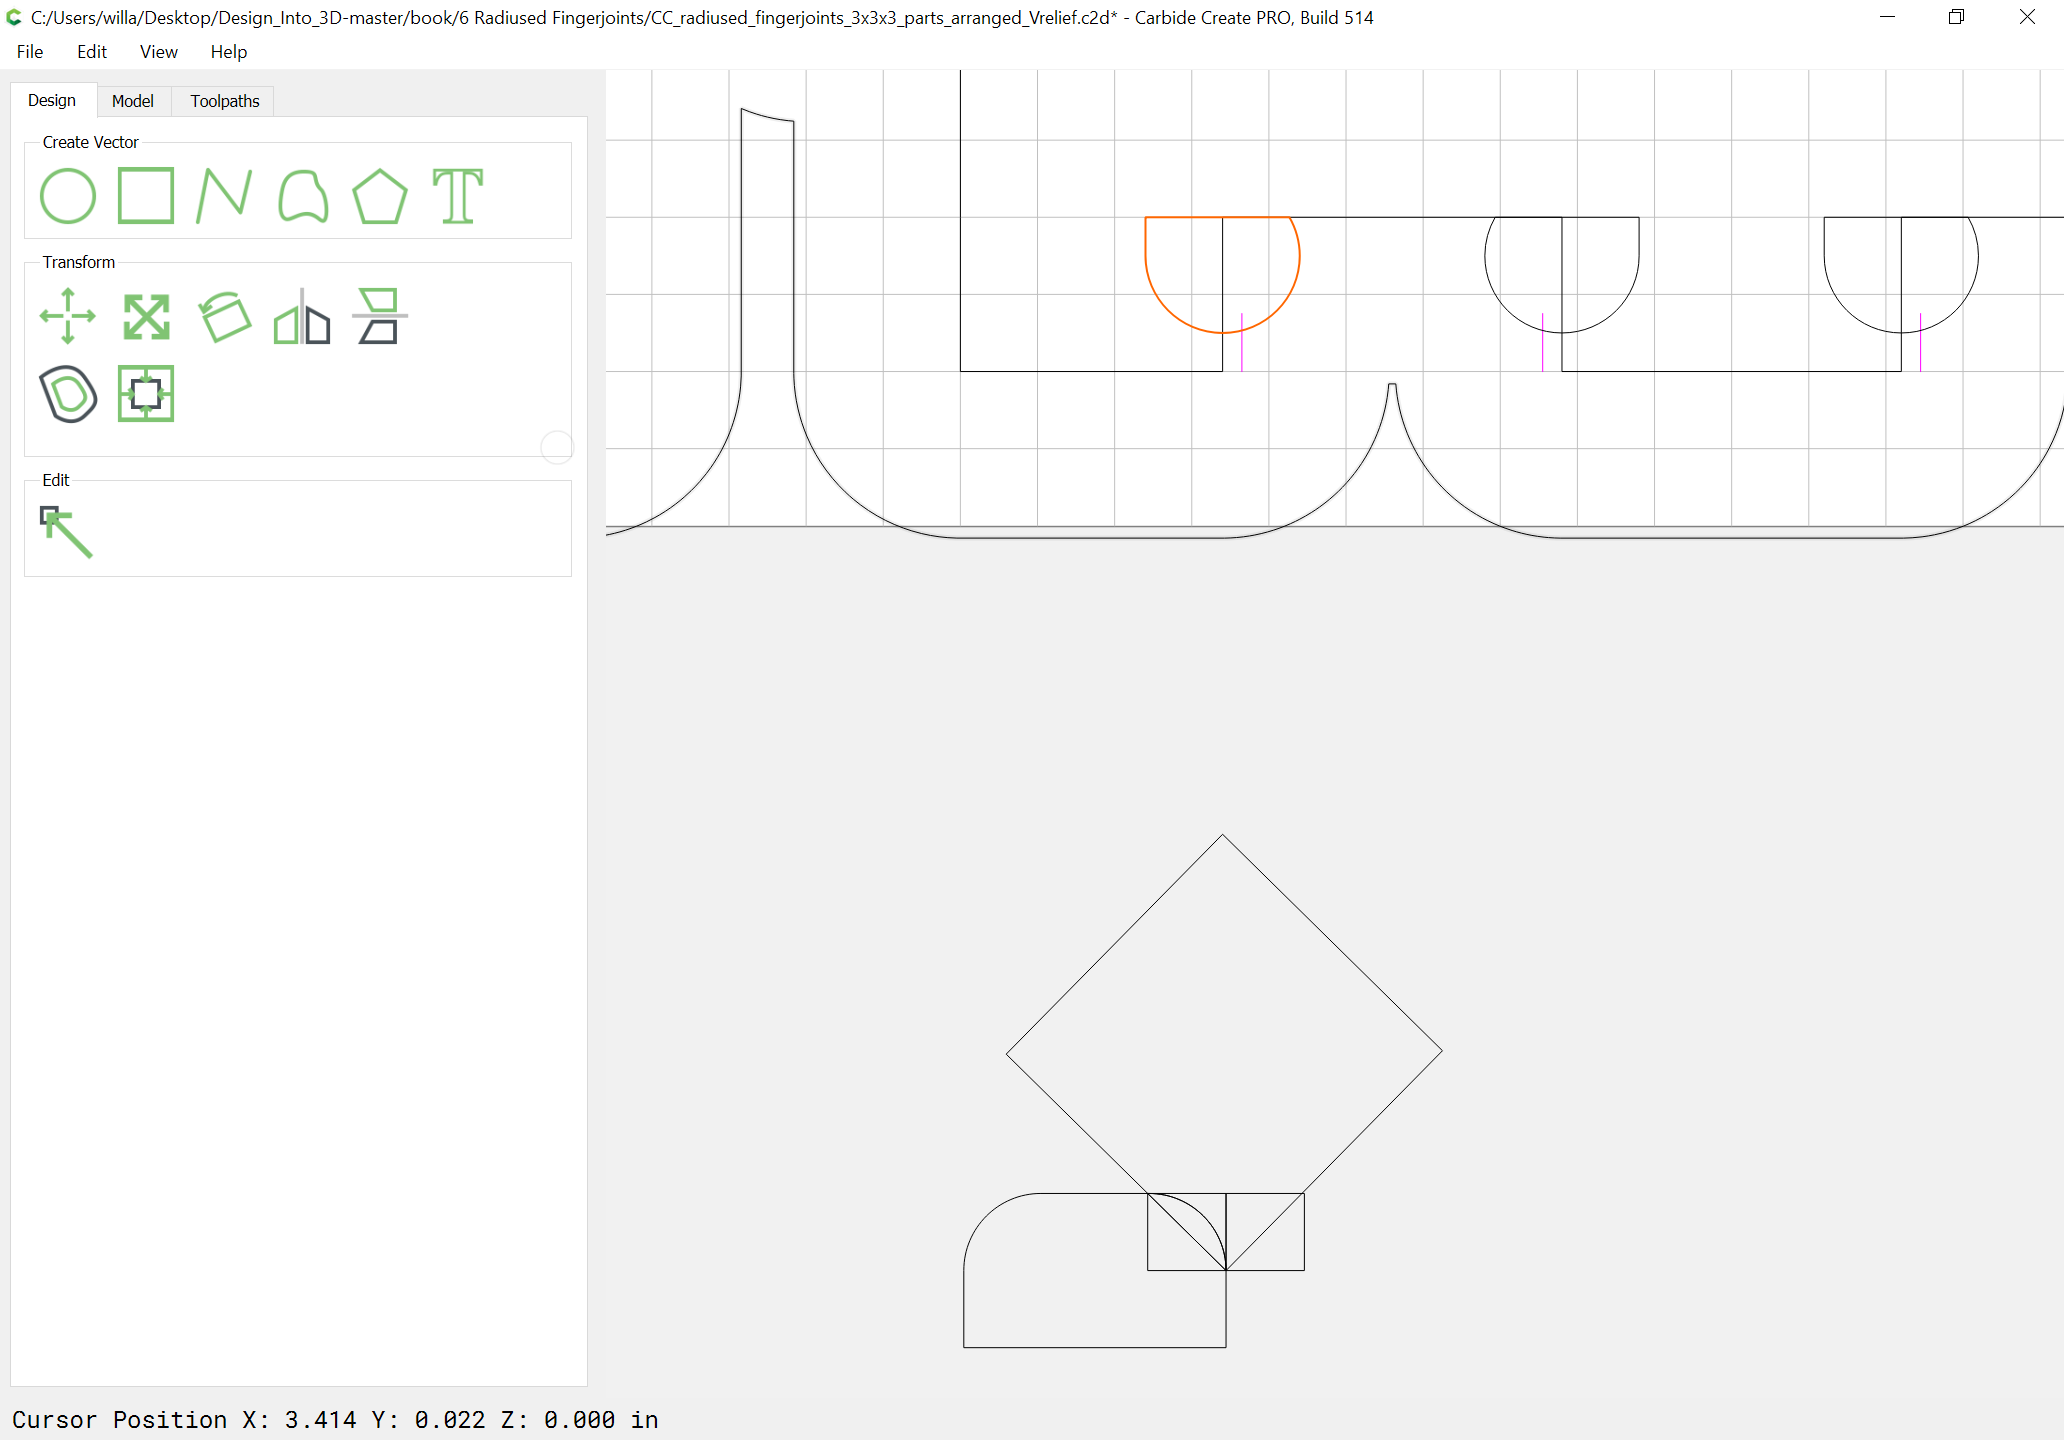 C:/Users/willa/Desktop/Design_Into_3D-master/book/6 Radiused Fingerjoints/CC_radiused_fingerjoints_3x3x3_parts_arranged_Vrelief.c2d* - Carbide Create PRO, Build 514
File Edit View Help
Design Model Toolpaths
Create Vector
Transform
Edit
Cursor Position X: 3.414 Y: 0.022 Z: 0.000 in